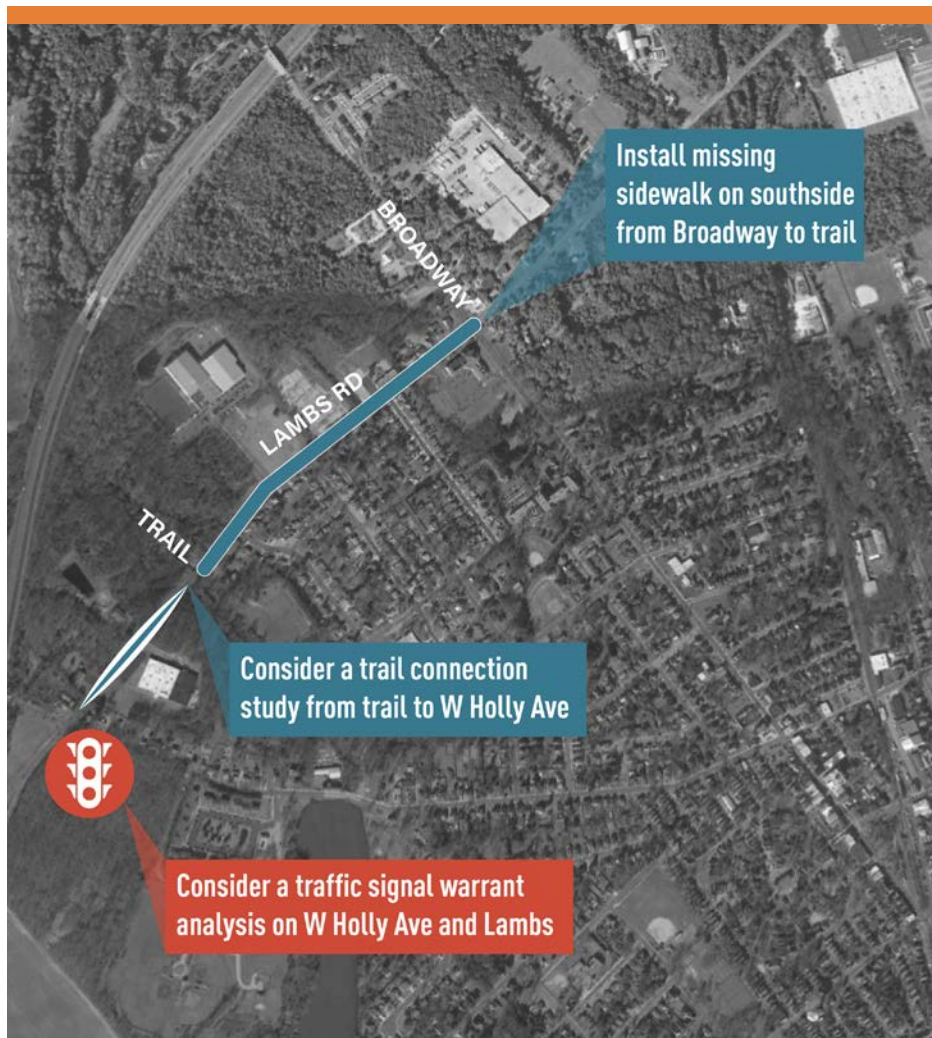 Install missing
sidewalk on southside
from Broadway to trail
BROADWAY
LAMBS RD
TRAIL
Consider a trail connection
study from trail to W Holly Ave
Consider a traffic signal warrant
analysis on W Holly Ave and Lambs